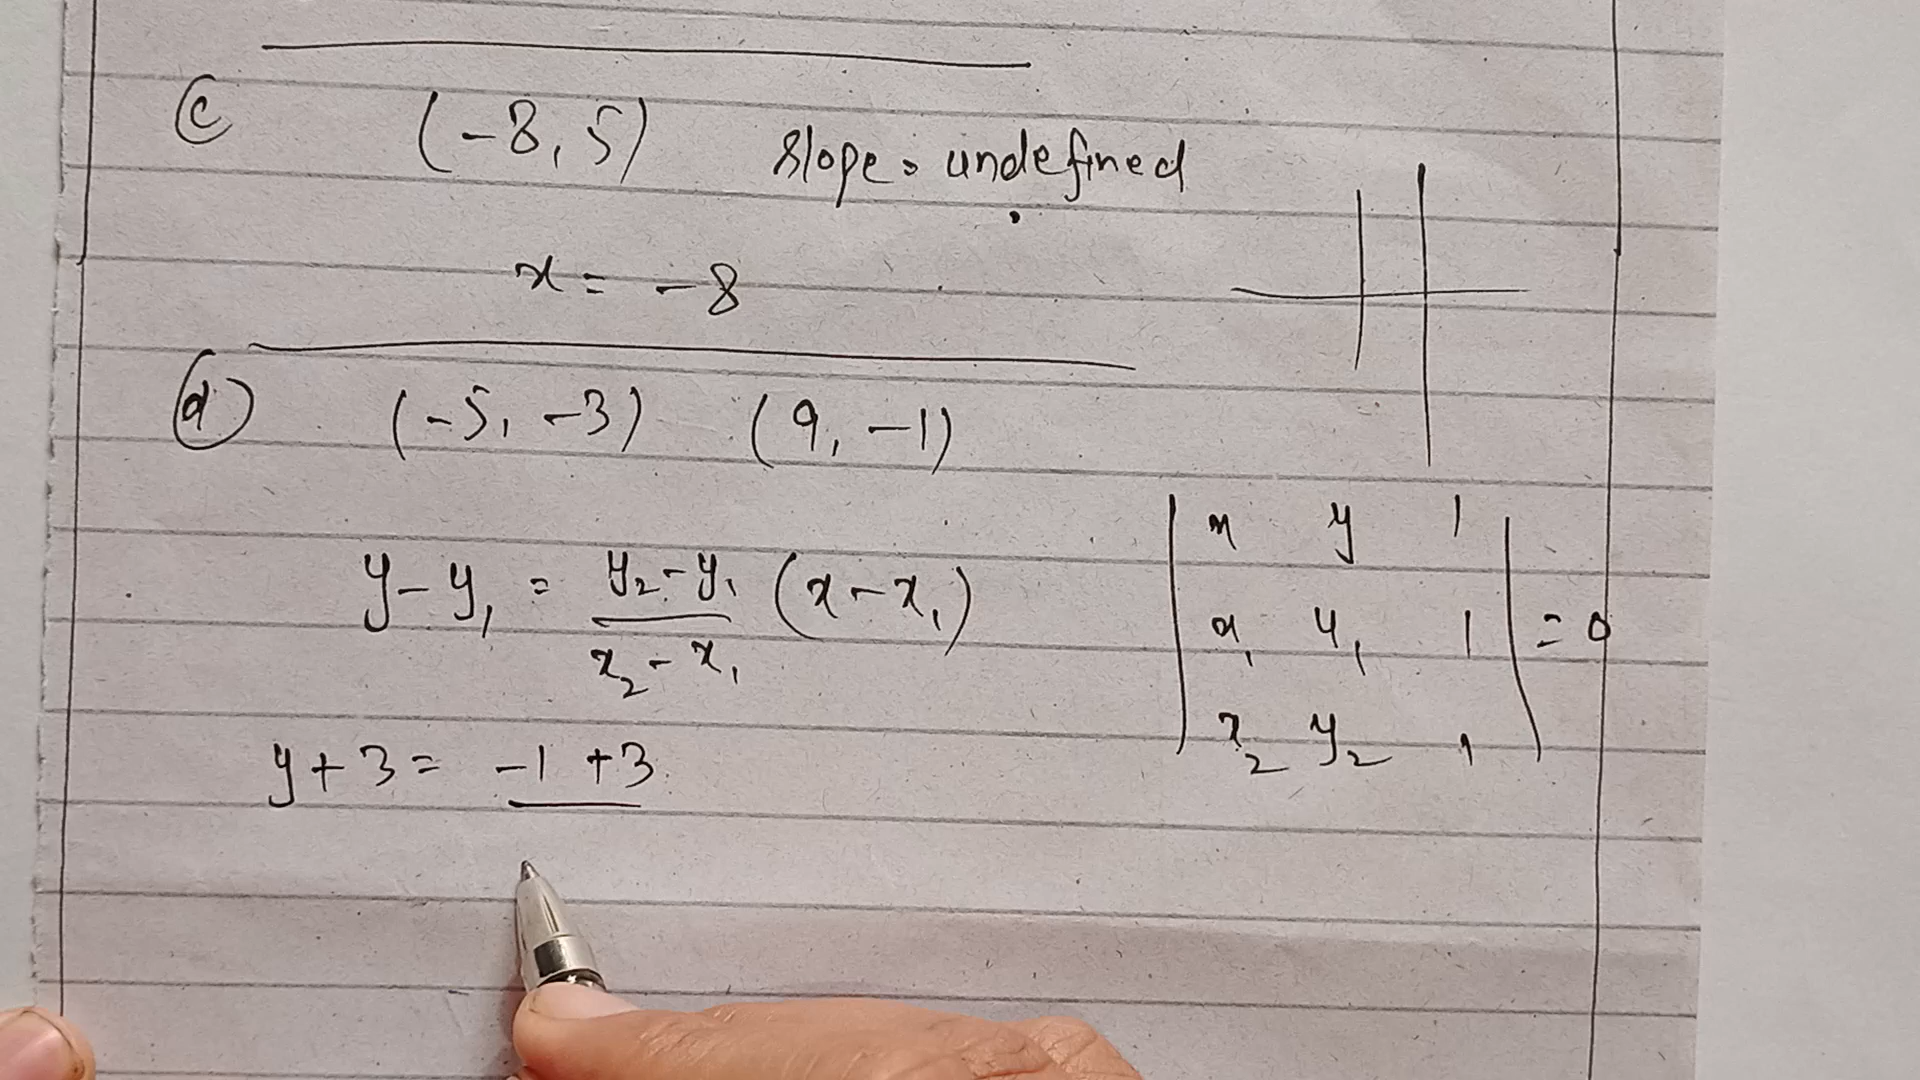 (c) (-8, 5) slope = undefined
x = -8
(d) (-5, -3) (9, -1)
y - y₁ = y₂ - y₁ / x₂ - x₁ (x - x₁)
| x y 1 |
| x₁ y₁ 1 | = 0
| x₂ y₂ 1 |
y + 3 = -1 + 3